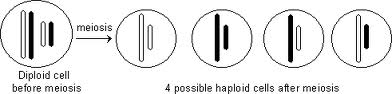 meiosis
Diploid cell
before meiosis
4 possible haploid cells after meiosis